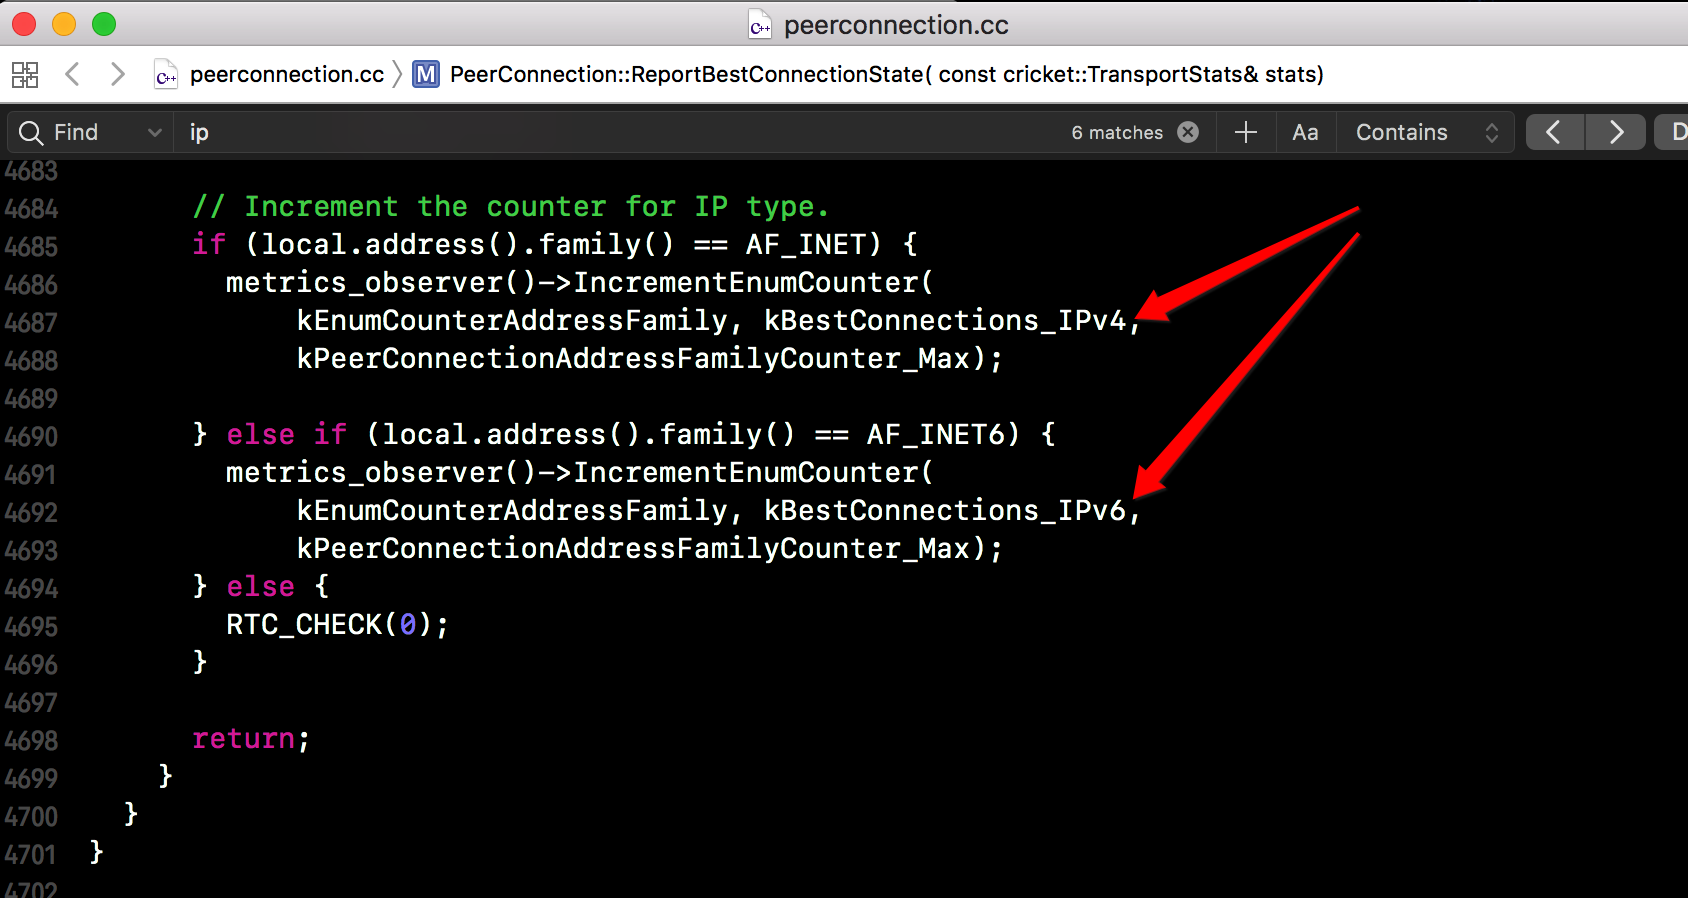 peerconnection.cc
peerconnection.cc 〉 M PeerConnection::ReportBestConnectionState( const cricket::TransportStats& stats)
Find ip 6 matches + Aa Contains D
4683
4684 // Increment the counter for IP type.
4685 if (local.address().family() == AF_INET) {
4686 metrics_observer()->IncrementEnumCounter(
4687 kEnumCounterAddressFamily, kBestConnections_IPv4,
4688 kPeerConnectionAddressFamilyCounter_Max);
4689
4690 } else if (local.address().family() == AF_INET6) {
4691 metrics_observer()->IncrementEnumCounter(
4692 kEnumCounterAddressFamily, kBestConnections_IPv6,
4693 kPeerConnectionAddressFamilyCounter_Max);
4694 } else {
4695 RTC_CHECK(0);
4696 }
4697
4698 return;
4699 }
4700 }
4701 }
4702